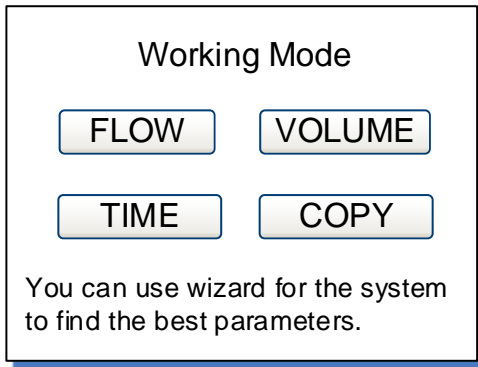 Working Mode
FLOW VOLUME
TIME COPY
You can use wizard for the system
to find the best parameters.